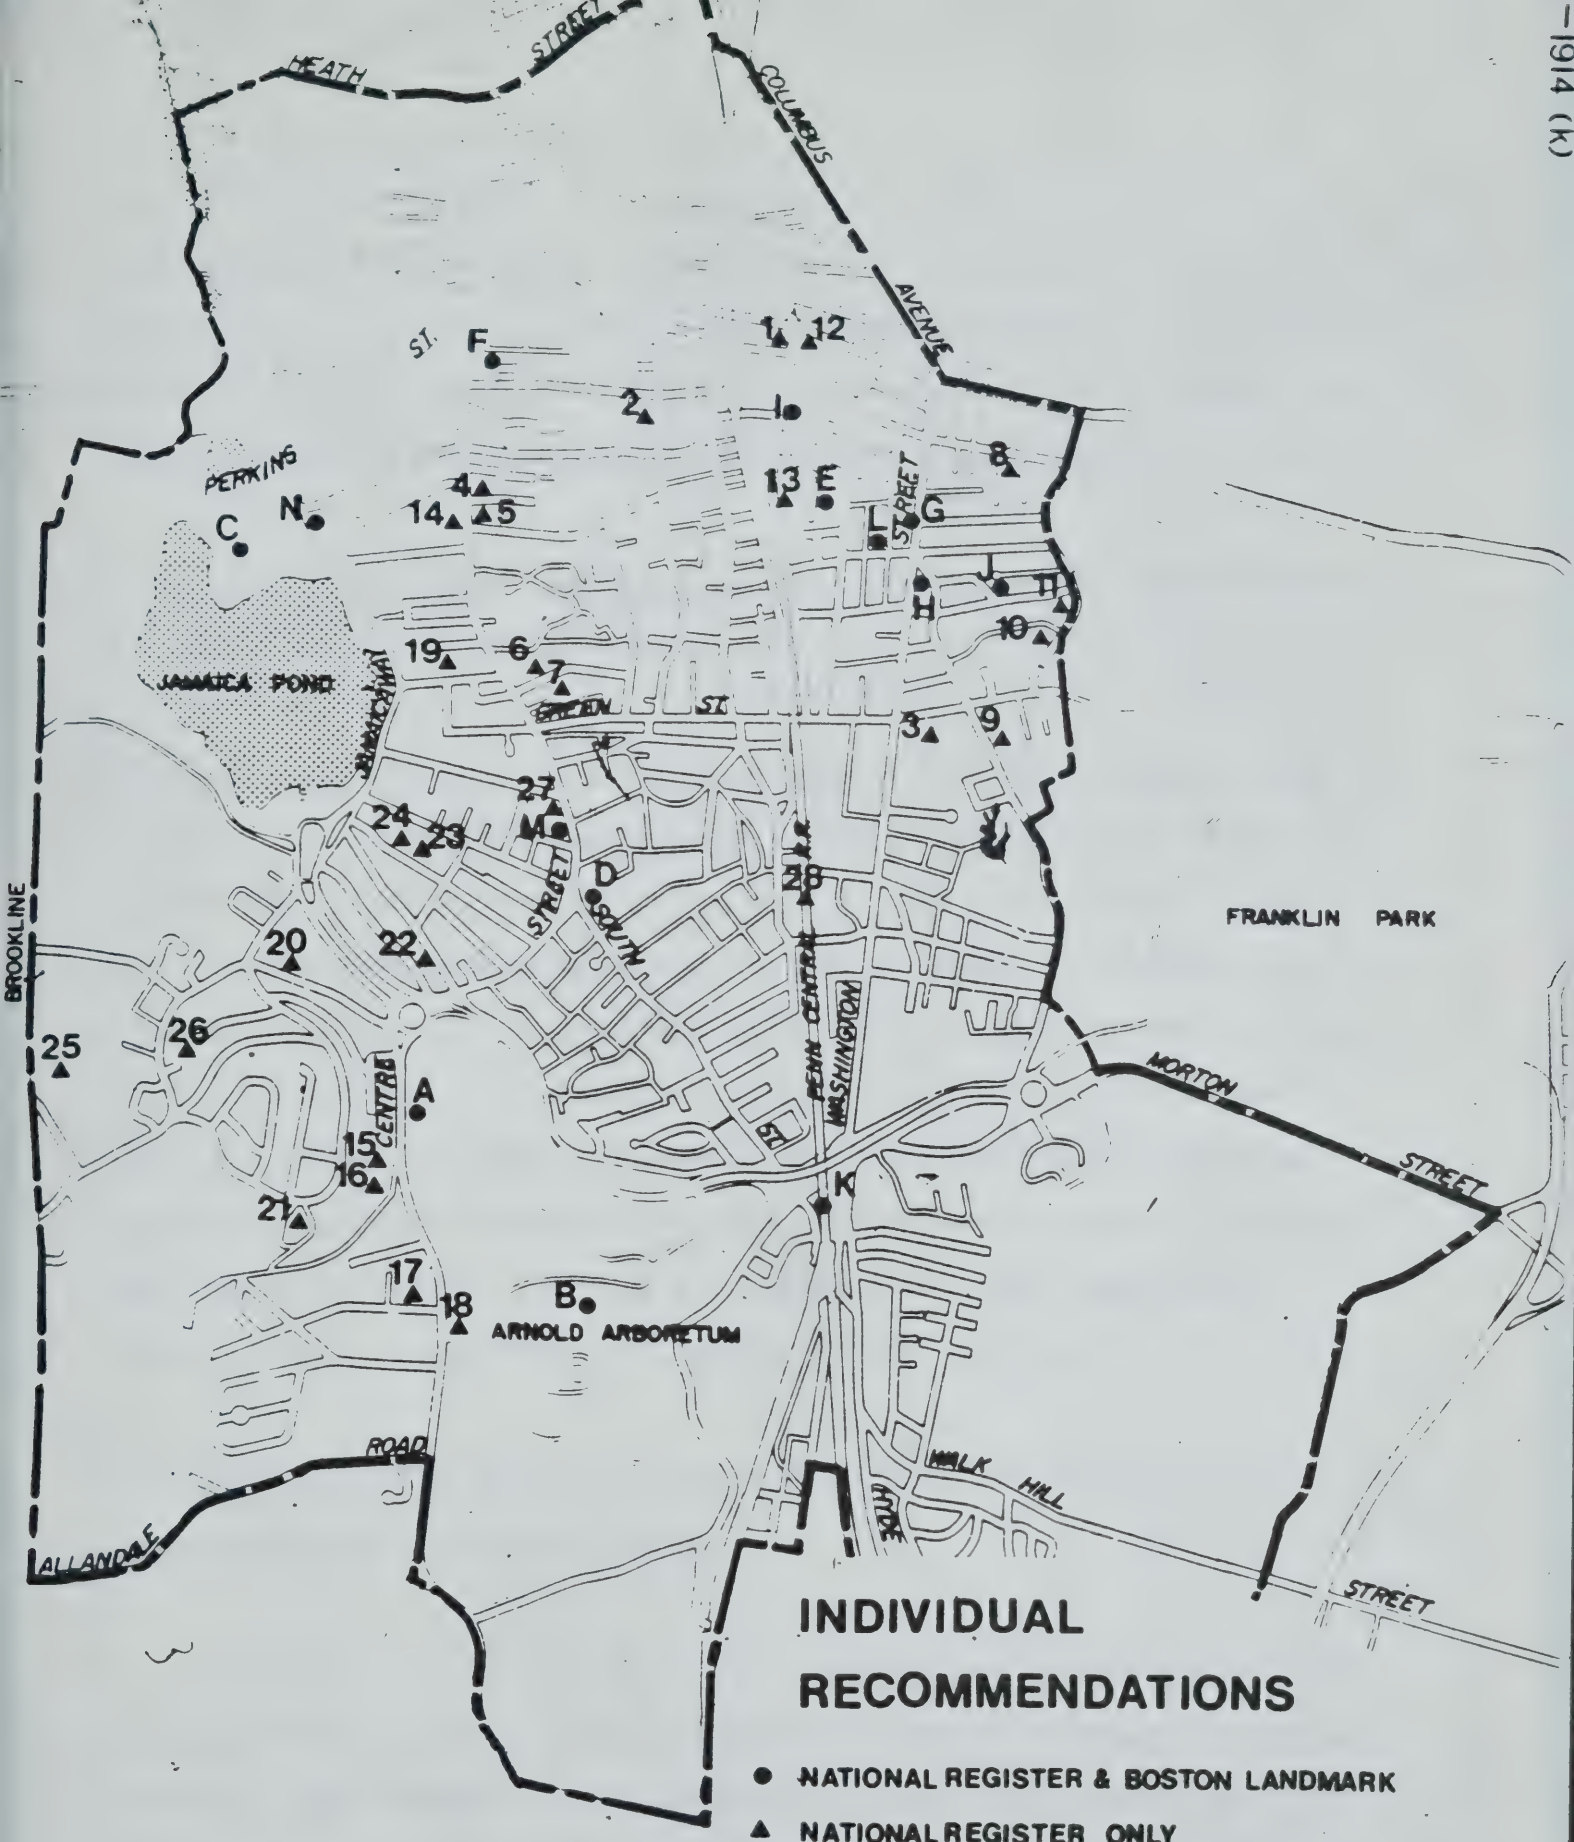 -1914 (k)
HEATH STREET
COLUMBUS AVENUE
ST.
F
1
12
2
I
8
PERKINS
STREET
4
13
E
N
14
5
G
C
L
J
11
H
10
19
6
JAMAICA POND
JAMAICAWAY
7
GREEN ST.
3
9
27
24
M
23
R.R.
D
28
STREET
SOUTH
BROOKLINE
FRANKLIN PARK
20
22
PENN CENTRAL
WASHINGTON
26
25
MORTON STREET
CENTRE
A
15
ST.
16
K
21
17
B
18
ARNOLD ARBORETUM
ROAD
WALK HILL
HYDE
ALLANDALE
STREET
INDIVIDUAL
RECOMMENDATIONS
● NATIONAL REGISTER & BOSTON LANDMARK
▲ NATIONAL REGISTER ONLY